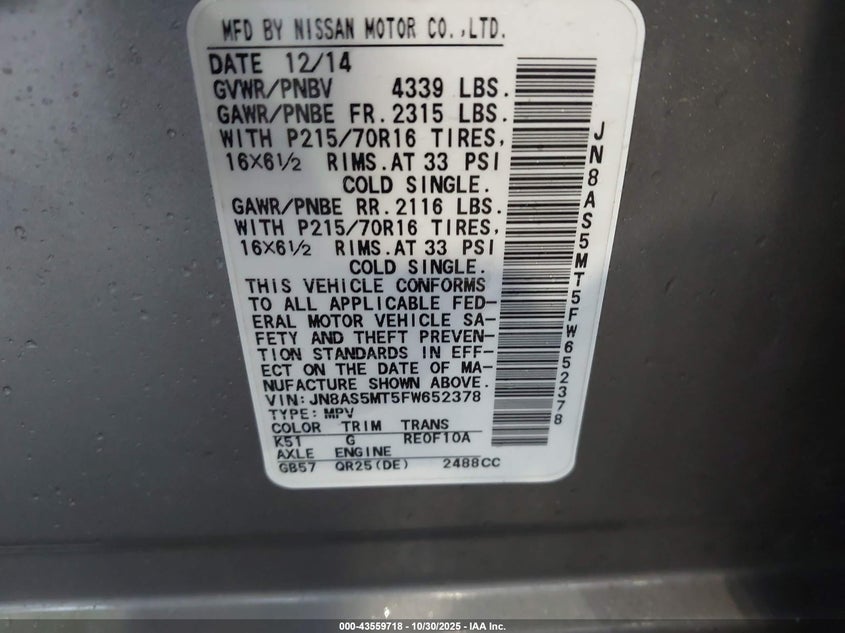 MFD BY NISSAN MOTOR CO.,LTD.
DATE 12/14
GVWR/PNBV 4339 LBS.
GAWR/PNBE FR.2315 LBS.
WITH P215/70R16 TIRES,
16X6½ RIMS.AT 33 PSI
COLD SINGLE.
GAWR/PNBE RR.2116 LBS.
WITH P215/70R16 TIRES,
16X6½ RIMS.AT 33 PSI
COLD SINGLE.
THIS VEHICLE CONFORMS
TO ALL APPLICABLE FED-
ERAL MOTOR VEHICLE SA-
FETY AND THEFT PREVEN-
TION STANDARDS IN EFF-
ECT ON THE DATE OF MA-
NUFACTURE SHOWN ABOVE.
VIN: JN8AS5MT5FW652378
TYPE: MPV
COLOR TRIM TRANS
K51 G RE0F10A
AXLE ENGINE
GB57 QR25(DE) 2488CC
JN8AS5MT5FW652378
000-43559718 - 10/30/2025 - IAA Inc.